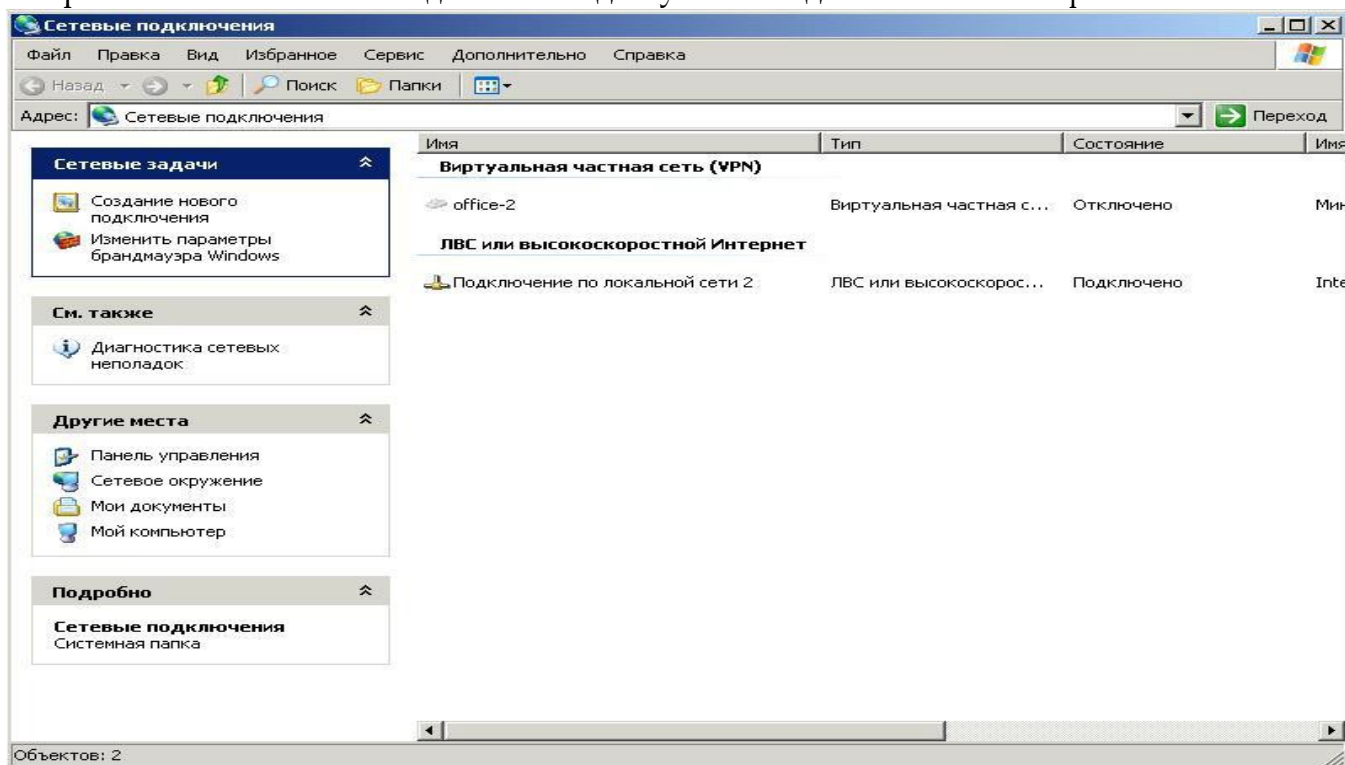 Сетевые подключения
Файл Правка Вид Избранное Сервис Дополнительно Справка
Назад Поиск Папки
Адрес: Сетевые подключения Переход
Сетевые задачи
Создание нового
подключения
Изменить параметры
брандмауэра Windows
См. также
Диагностика сетевых
неполадок
Другие места
Панель управления
Сетевое окружение
Мои документы
Мой компьютер
Подробно
Сетевые подключения
Системная папка
Имя Тип Состояние Имя
Виртуальная частная сеть (VPN)
office-2 Виртуальная частная с... Отключено Мин
ЛВС или высокоскоростной Интернет
Подключение по локальной сети 2 ЛВС или высокоскорос... Подключено Inte
Объектов: 2